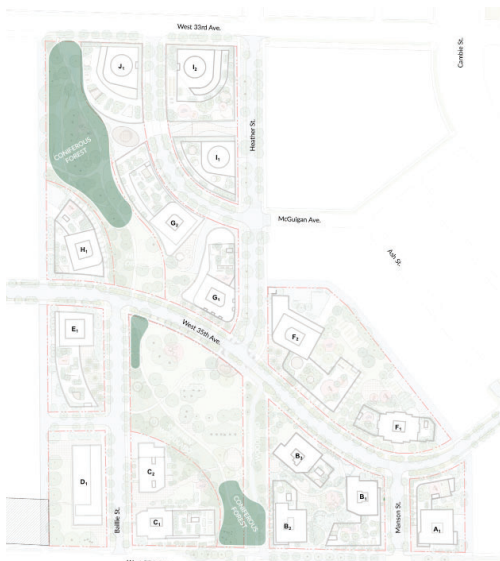 West 33rd Ave.
Cambie St.
J1
I2
Heather St.
CONIFEROUS
FOREST
I1
McGuigan Ave.
G2
H1
Ash St.
G1
E1
West 35th Ave.
F1
B3
C2
D1
B1
CONIFEROUS
FOREST
Baillie St.
C1
B2
Manson St.
A1